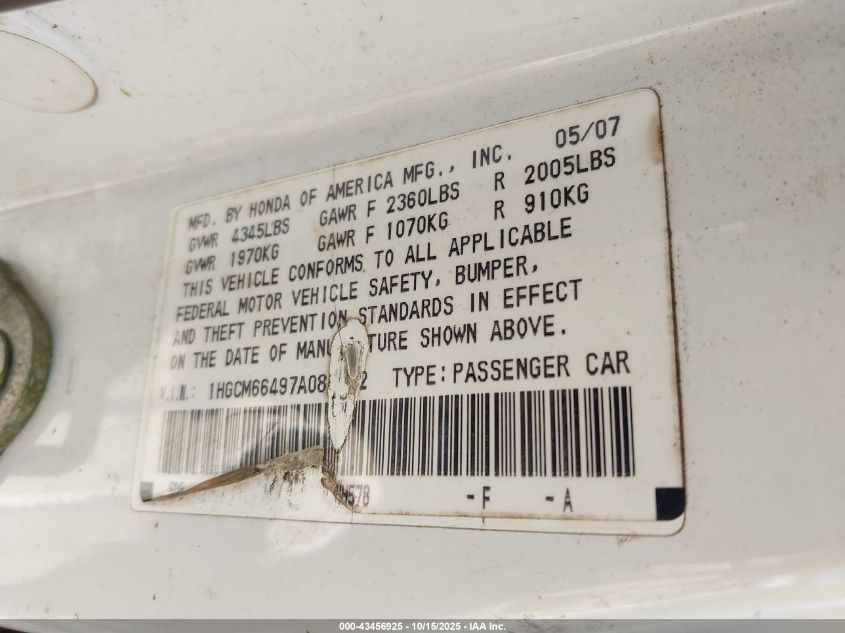 05/07
MFD. BY HONDA OF AMERICA MFG., INC.
GVWR 4345LBS GAWR F 2360LBS R 2005LBS
GVWR 1970KG GAWR F 1070KG R 910KG
THIS VEHICLE CONFORMS TO ALL APPLICABLE
FEDERAL MOTOR VEHICLE SAFETY, BUMPER,
AND THEFT PREVENTION STANDARDS IN EFFECT
ON THE DATE OF SHOWN ABOVE.
V.I.N.: TYPE:PASSENGER CAR
-F -A
000-43456925 - 10/15/2025 - IAA Inc.